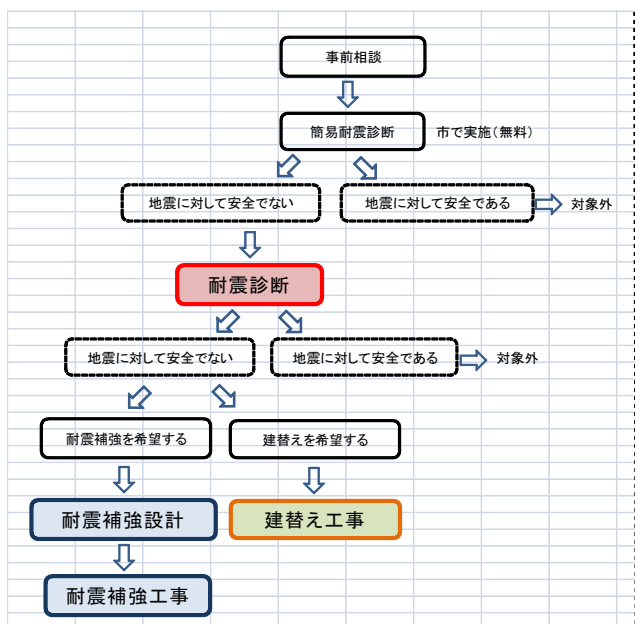 事前相談
簡易耐震診断 市で実施(無料)
地震に対して安全でない 地震に対して安全である 対象外
耐震診断
地震に対して安全でない 地震に対して安全である 対象外
耐震補強を希望する 建替えを希望する
耐震補強設計 建替え工事
耐震補強工事